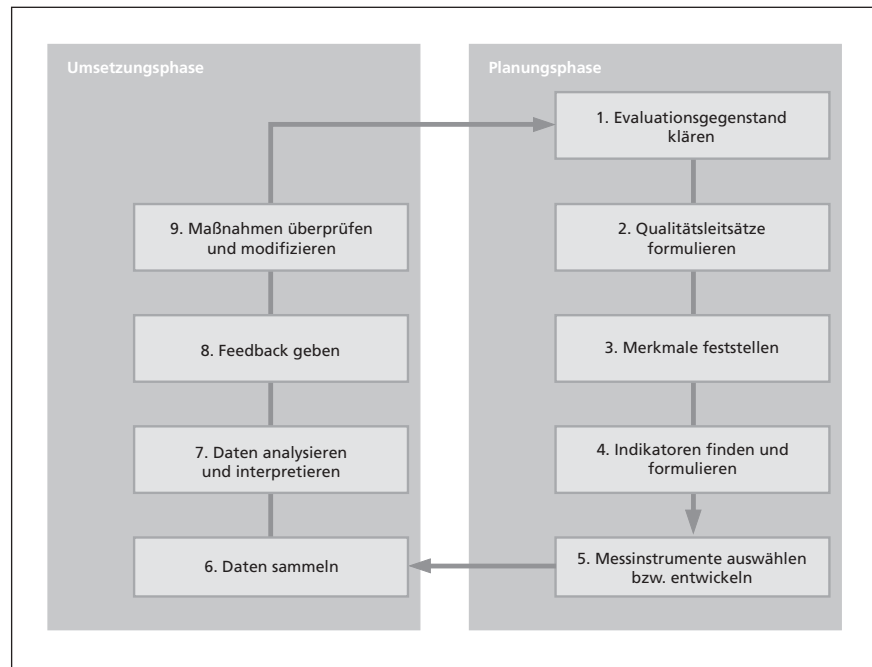 Umsetzungsphase
Planungsphase
1. Evaluationsgegenstand
klären
2. Qualitätsleitsätze
formulieren
3. Merkmale feststellen
4. Indikatoren finden und
formulieren
5. Messinstrumente auswählen
bzw. entwickeln
6. Daten sammeln
7. Daten analysieren
und interpretieren
8. Feedback geben
9. Maßnahmen überprüfen
und modifizieren